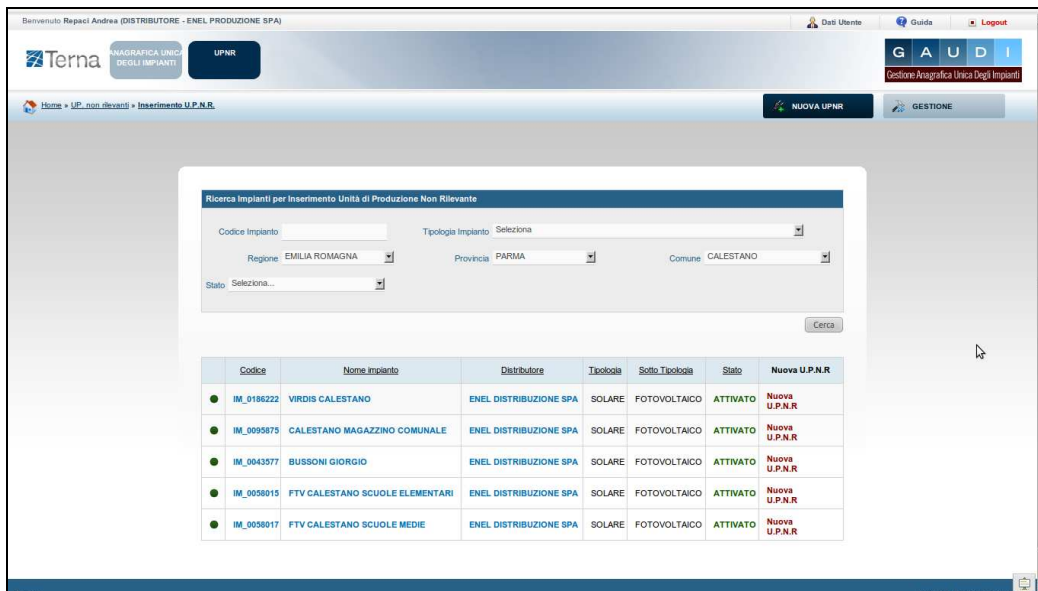 Benvenuto Repaci Andrea (DISTRIBUTORE - ENEL PRODUZIONE SPA) Dati Utente Guida Logout
Terna ANAGRAFICA UNICA DEGLI IMPIANTI UPNR
GAUDI
Gestione Anagrafica Unica Degli Impianti
Home » UP. non rilevanti » Inserimento U.P.N.R. NUOVA UPNR GESTIONE
Ricerca Impianti per Inserimento Unità di Produzione Non Rilevante
Codice Impianto Tipologia Impianto Seleziona
Regione EMILIA ROMAGNA Provincia PARMA Comune CALESTANO
Stato Seleziona...
Cerca
Codice Nome impianto Distributore Tipologia Sotto Tipologia Stato Nuova U.P.N.R
IM_0186222 VIRDIS CALESTANO ENEL DISTRIBUZIONE SPA SOLARE FOTOVOLTAICO ATTIVATO Nuova U.P.N.R
IM_0095875 CALESTANO MAGAZZINO COMUNALE ENEL DISTRIBUZIONE SPA SOLARE FOTOVOLTAICO ATTIVATO Nuova U.P.N.R
IM_0043577 BUSSONI GIORGIO ENEL DISTRIBUZIONE SPA SOLARE FOTOVOLTAICO ATTIVATO Nuova U.P.N.R
IM_0058015 FTV CALESTANO SCUOLE ELEMENTARI ENEL DISTRIBUZIONE SPA SOLARE FOTOVOLTAICO ATTIVATO Nuova U.P.N.R
IM_0058017 FTV CALESTANO SCUOLE MEDIE ENEL DISTRIBUZIONE SPA SOLARE FOTOVOLTAICO ATTIVATO Nuova U.P.N.R